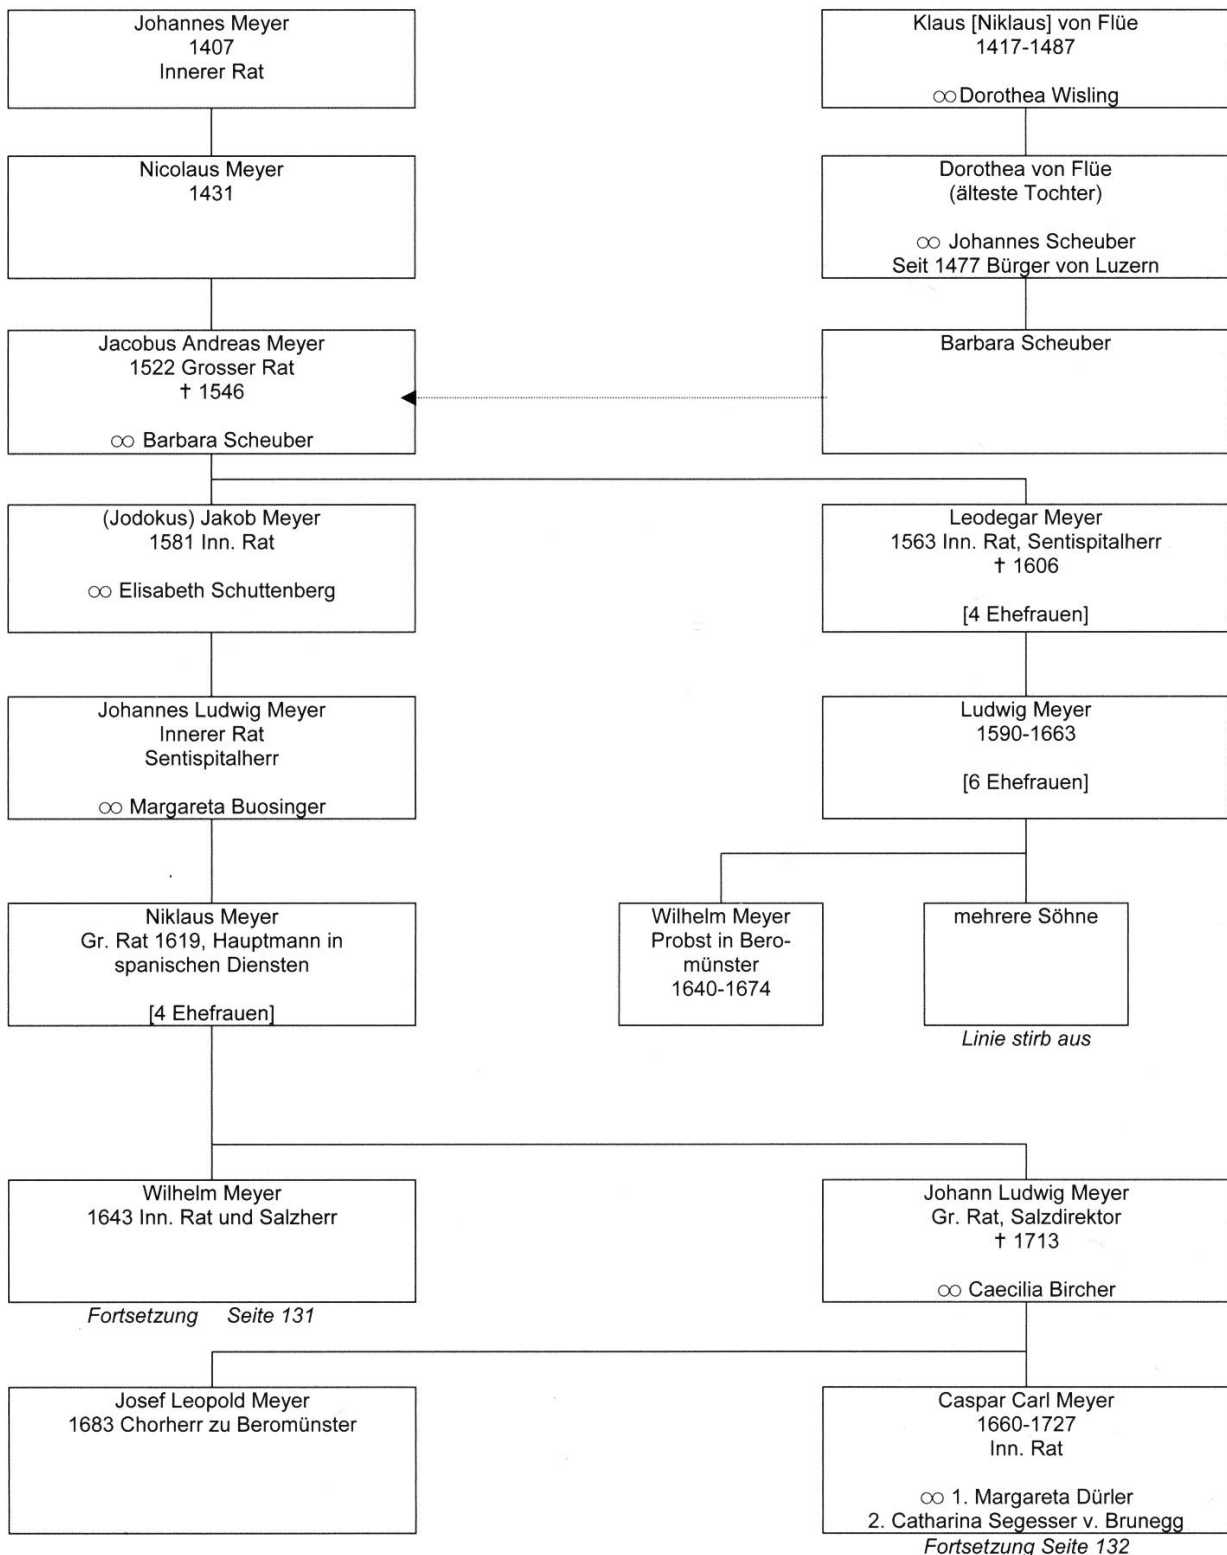 Johannes Meyer
1407
Innerer Rat
Klaus [Niklaus] von Flüe
1417-1487
∞ Dorothea Wisling
Nicolaus Meyer
1431
Dorothea von Flüe
(älteste Tochter)
∞ Johannes Scheuber
Seit 1477 Bürger von Luzern
Jacobus Andreas Meyer
1522 Grosser Rat
† 1546
∞ Barbara Scheuber
Barbara Scheuber
(Jodokus) Jakob Meyer
1581 Inn. Rat
∞ Elisabeth Schuttenberg
Leodegar Meyer
1563 Inn. Rat, Sentispitalherr
† 1606
[4 Ehefrauen]
Johannes Ludwig Meyer
Innerer Rat
Sentispitalherr
∞ Margareta Buosinger
Ludwig Meyer
1590-1663
[6 Ehefrauen]
Niklaus Meyer
Gr. Rat 1619, Hauptmann in
spanischen Diensten
[4 Ehefrauen]
Wilhelm Meyer
Probst in Bero-
münster
1640-1674
mehrere Söhne
Linie stirb aus
Wilhelm Meyer
1643 Inn. Rat und Salzherr
Fortsetzung Seite 131
Johann Ludwig Meyer
Gr. Rat, Salzdirektor
† 1713
∞ Caecilia Bircher
Josef Leopold Meyer
1683 Chorherr zu Beromünster
Caspar Carl Meyer
1660-1727
Inn. Rat
∞ 1. Margareta Dürler
2. Catharina Segesser v. Brunegg
Fortsetzung Seite 132